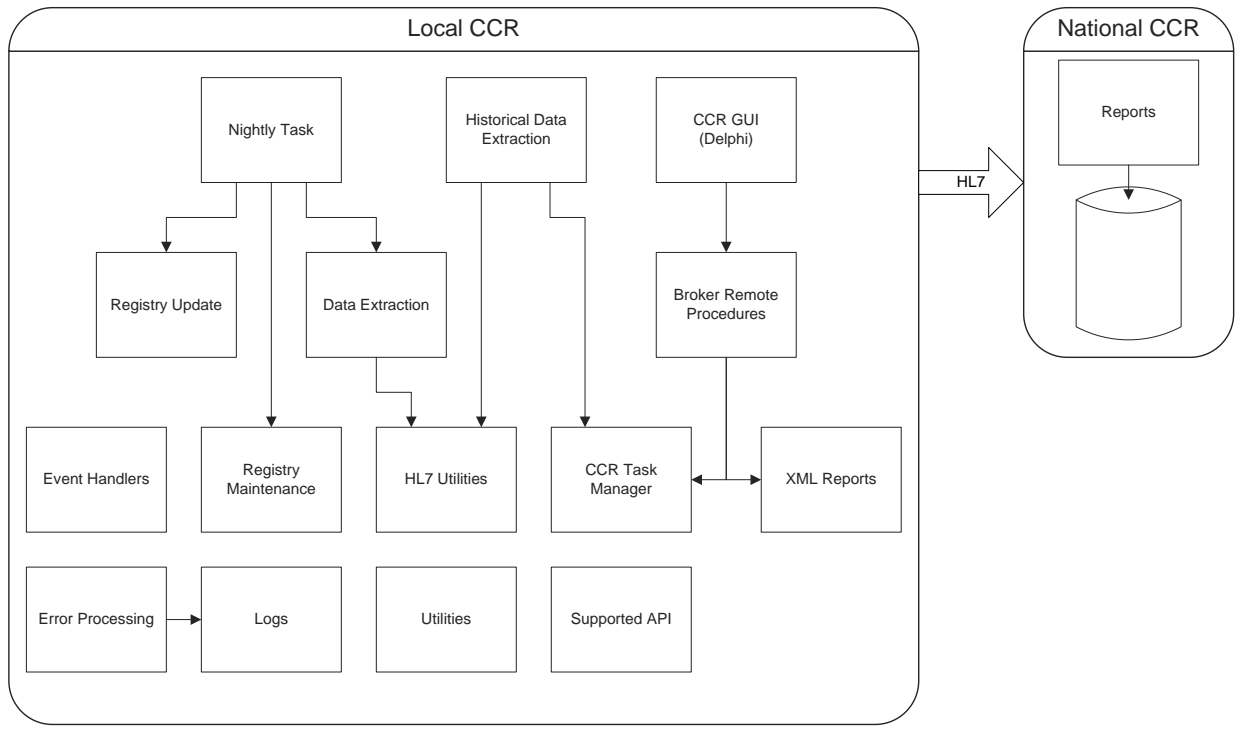 Local CCR
National CCR
Nightly Task
Historical Data
Extraction
CCR GUI
(Delphi)
Reports
HL7
Registry Update
Data Extraction
Broker Remote
Procedures
Event Handlers
Registry
Maintenance
HL7 Utilities
CCR Task
Manager
XML Reports
Error Processing
Logs
Utilities
Supported API